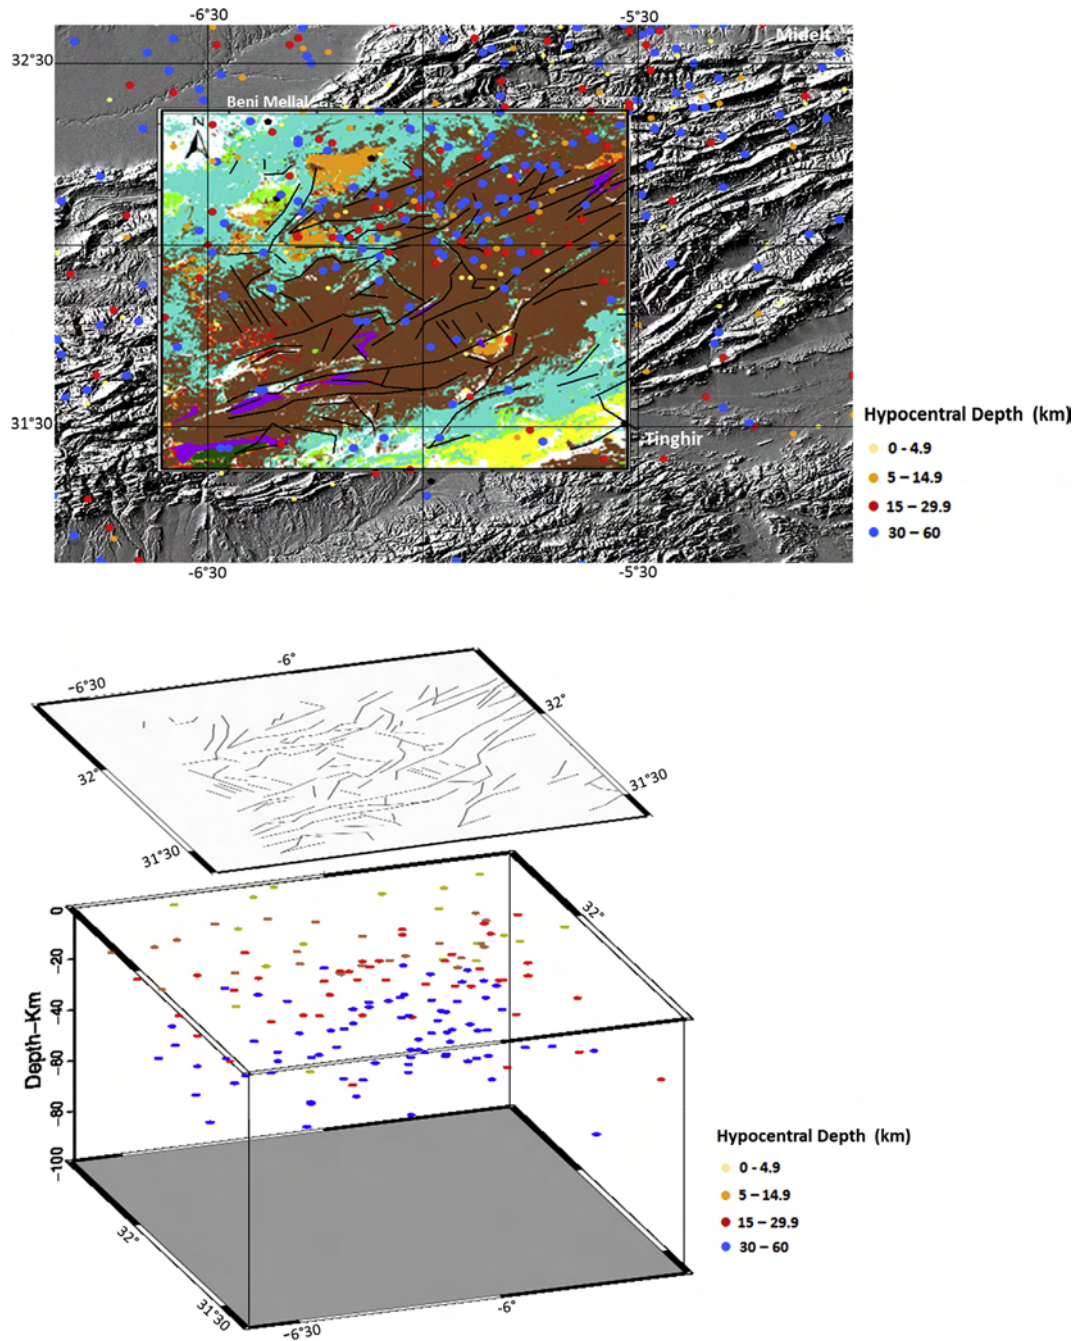 -6°30
-5°30
Midelt
32°30
Beni Mellal
N
31°30
Tinghir
Hypocentral Depth (km)
0 - 4.9
5 – 14.9
15 – 29.9
30 – 60
-6°30
-5°30
-6°
-6°30
32°
32°
31°30
31°30
0
32°
-20
-40
Depth-Km
-60
-80
-100
Hypocentral Depth (km)
0 - 4.9
5 – 14.9
15 – 29.9
30 – 60
32°
31°30
-6°
-6°30